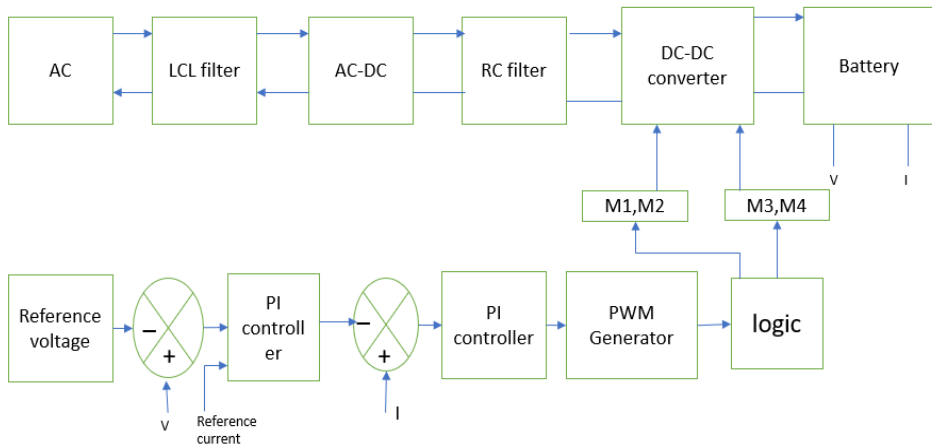 AC
LCL filter
AC-DC
RC filter
DC-DC
converter
Battery
V
I
M1,M2
M3,M4
Reference
voltage
−
+
V
PI
controll
er
Reference
current
−
+
I
PI
controller
PWM
Generator
logic